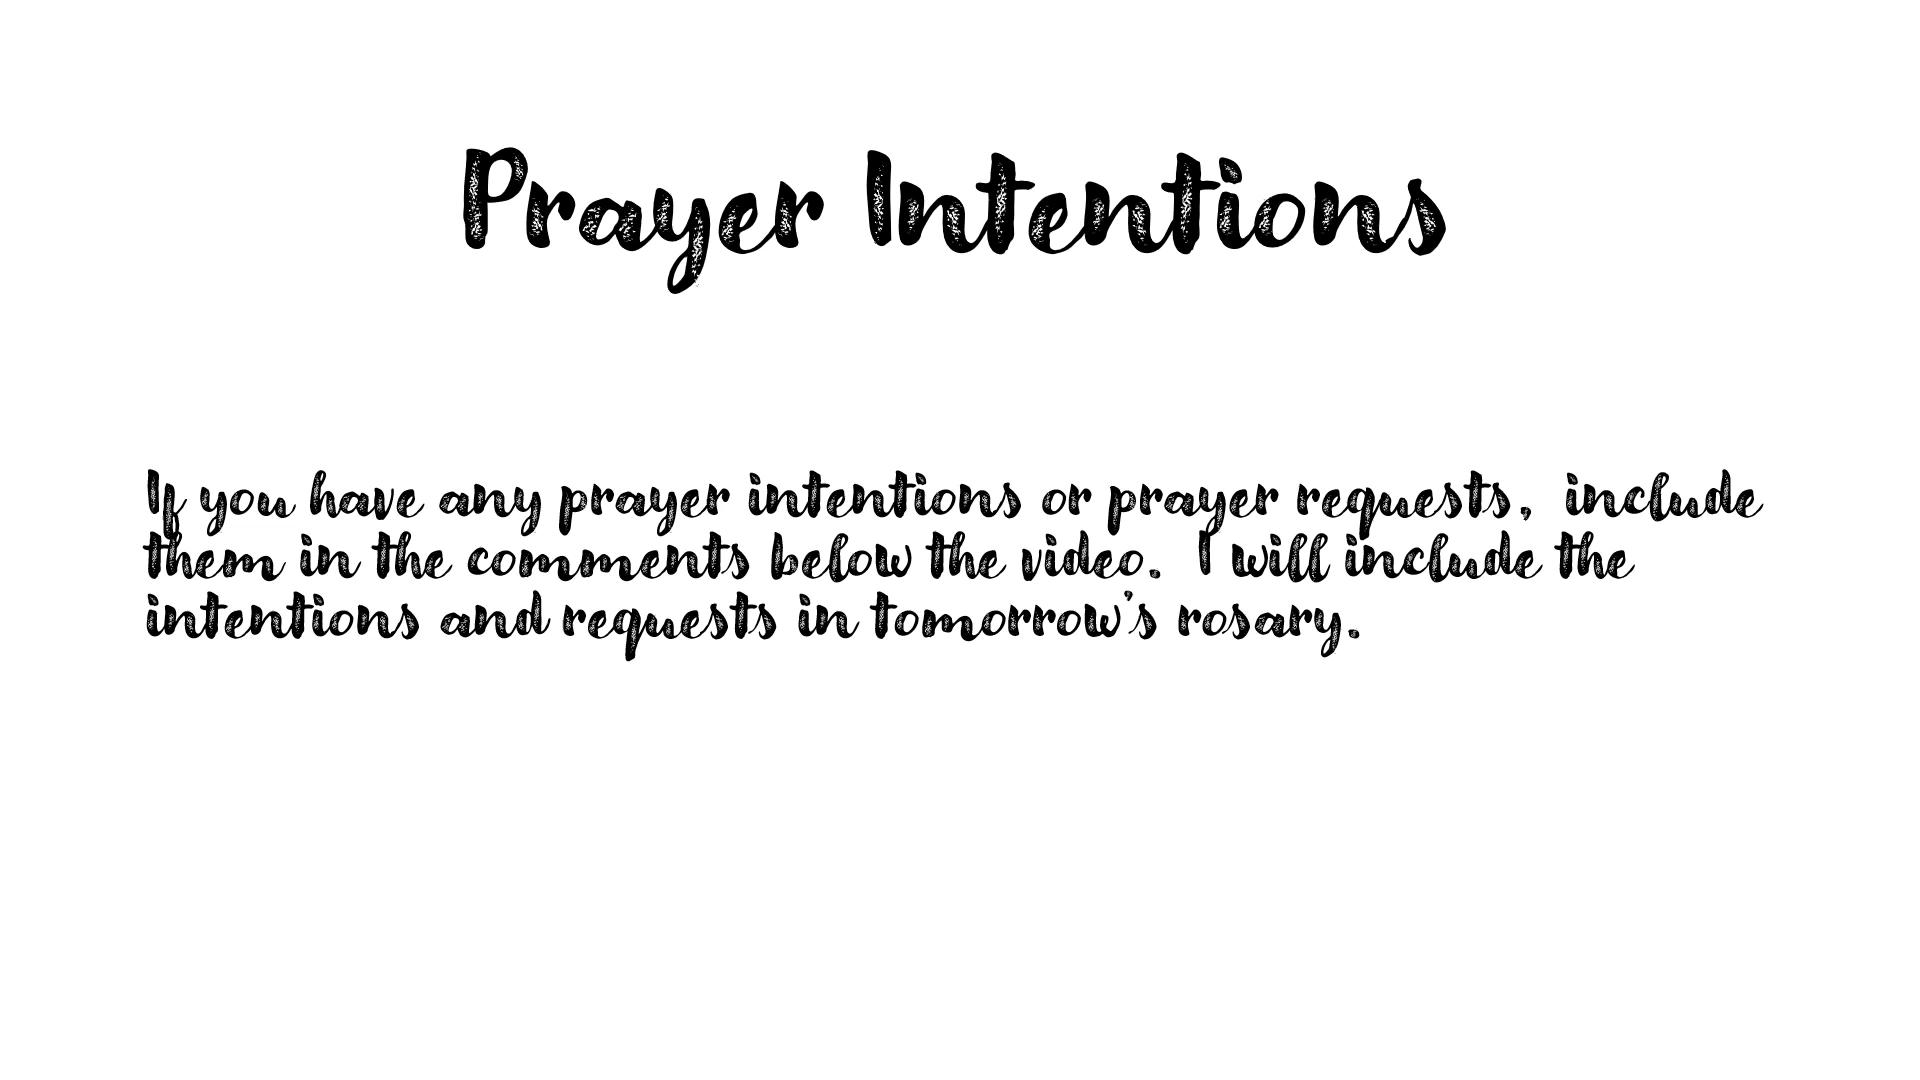 Prayer Intentions
If you have any prayer intentions or prayer requests, include
them in the comments below the video. I will include the
intentions and requests in tomorrow's rosary.